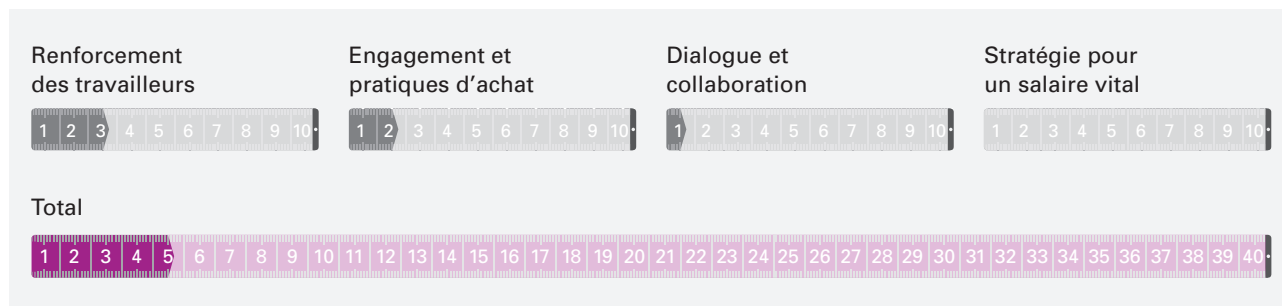 Renforcement
des travailleurs
Engagement et
pratiques d'achat
Dialogue et
collaboration
Stratégie pour
un salaire vital
1 2 3 4 5 6 7 8 9 10
1 2 3 4 5 6 7 8 9 10
1 2 3 4 5 6 7 8 9 10
1 2 3 4 5 6 7 8 9 10
Total
1 2 3 4 5 6 7 8 9 10 11 12 13 14 15 16 17 18 19 20 21 22 23 24 25 26 27 28 29 30 31 32 33 34 35 36 37 38 39 40